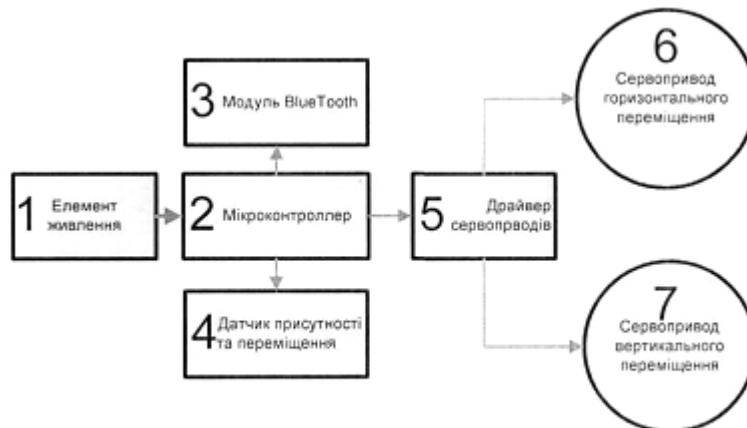 1 Елемент
живлення
2 Мікроконтроллер
3 Модуль BlueTooth
4 Датчик присутності
та переміщення
5 Драйвер
сервопрводів
6
Сервопривод
горизонтального
переміщення
7
Сервопривод
вертикального
переміщення